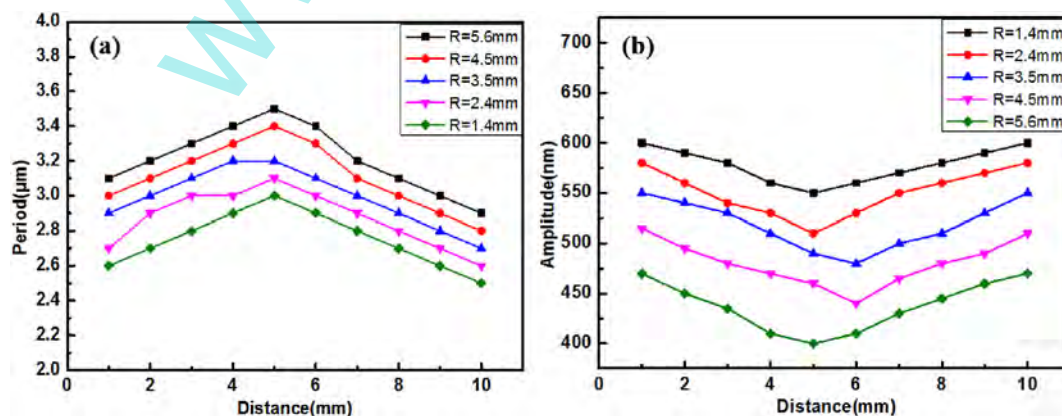 (a)
R=5.6mm
R=4.5mm
R=3.5mm
R=2.4mm
R=1.4mm
4.0
3.8
3.6
3.4
3.2
3.0
2.8
2.6
2.4
2.2
2.0
Period(μm)
0 2 4 6 8 10
Distance(mm)
(b)
R=1.4mm
R=2.4mm
R=3.5mm
R=4.5mm
R=5.6mm
700
650
600
550
500
450
400
Amplitude(nm)
0 2 4 6 8 10
Distance(mm)